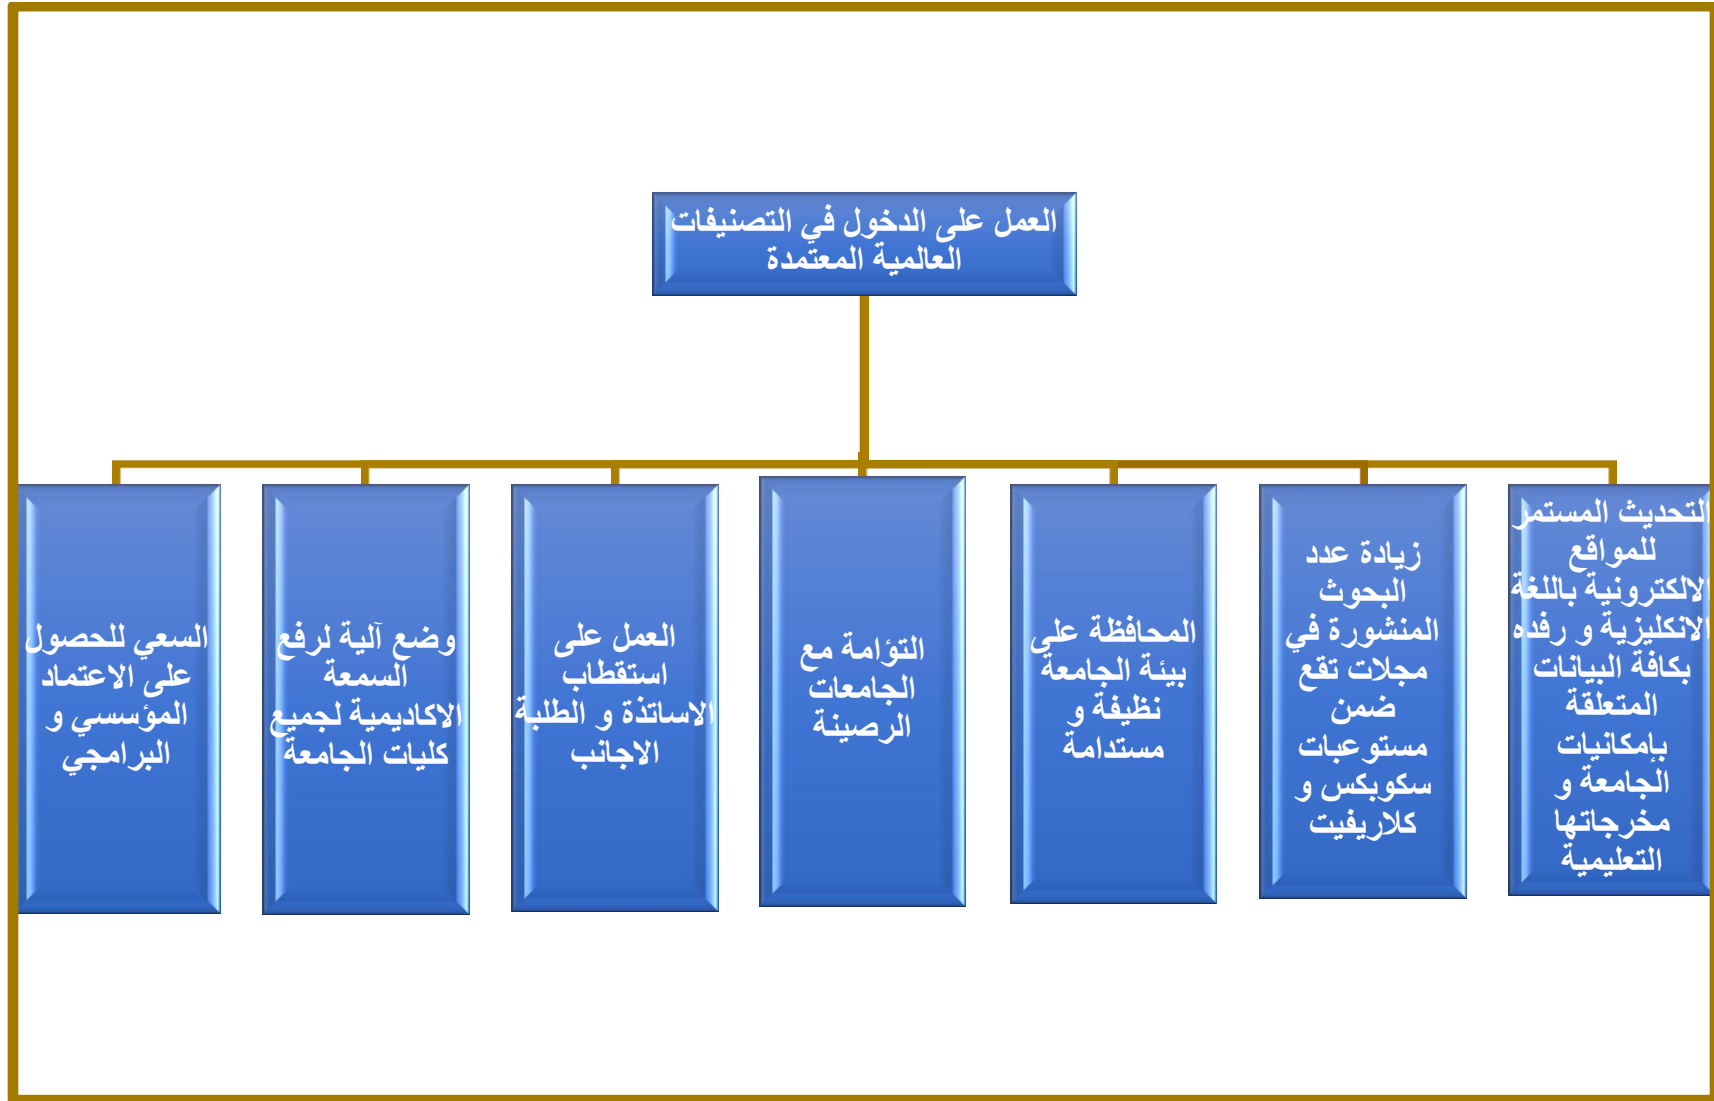 العمل على الدخول في التصنيفات
العالمية المعتمدة
التحديث المستمر
للمواقع
الالكترونية باللغة
الانكليزية و رفده
بكافة البيانات
المتعلقة
بإمكانيات
الجامعة و
مخرجاتها
التعليمية
زيادة عدد
البحوث
المنشورة في
مجلات تقع
ضمن
مستوعبات
سكوبكس و
كلاريفيت
المحافظة على
بيئة الجامعة
نظيفة و
مستدامة
التؤامة مع
الجامعات
الرصينة
العمل على
استقطاب
الاساتذة و الطلبة
الاجانب
وضع آلية لرفع
السمعة
الاكاديمية لجميع
كليات الجامعة
السعي للحصول
على الاعتماد
المؤسسي و
البرامجي